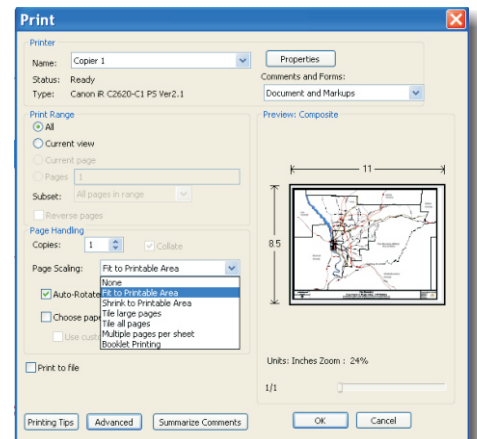 Print
Printer
Name: Copier 1
Properties
Status: Ready
Comments and Forms:
Type: Canon iR C2620-C1 PS Ver2.1
Document and Markups
Print Range
All
Current view
Current page
Pages 1
Subset: All pages in range
Reverse pages
Page Handling
Copies: 1 Collate
Page Scaling: Fit to Printable Area
None
Fit to Printable Area
Shrink to Printable Area
Tile large pages
Tile all pages
Multiple pages per sheet
Booklet Printing
Auto-Rotate
Choose pap
Use cust
Print to file
Preview: Composite
11
8.5
Units: Inches Zoom : 24%
1/1
Printing Tips
Advanced
Summarize Comments
OK
Cancel